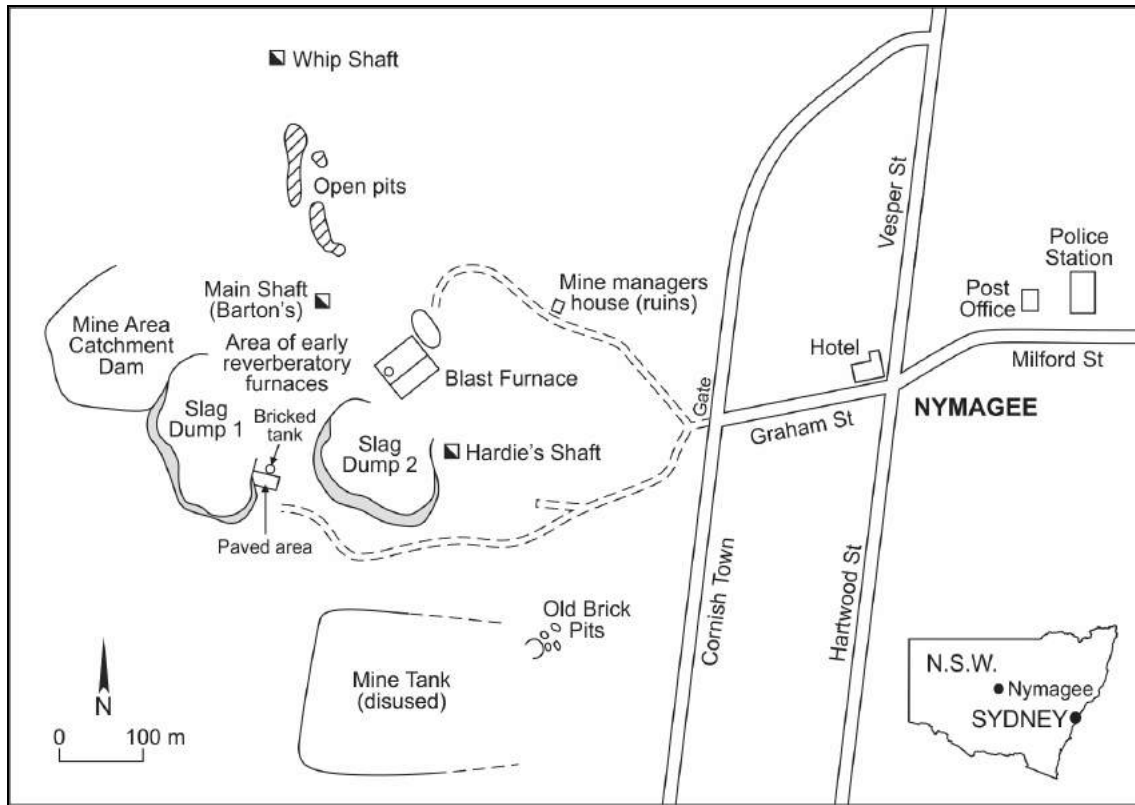 Whip Shaft
Open pits
Main Shaft
(Barton's)
Mine Area
Catchment
Dam
Area of early
reverberatory
furnaces
Slag
Dump 1
Bricked
tank
Paved area
Slag
Dump 2
Blast Furnace
Hardie's Shaft
Mine managers
house (ruins)
Gate
Hotel
Graham St
Vesper St
Police
Station
Post
Office
Milford St
NYMAGEE
Cornish Town
Hartwood St
Old Brick
Pits
Mine Tank
(disused)
N
0 100 m
N.S.W.
Nymagee
SYDNEY